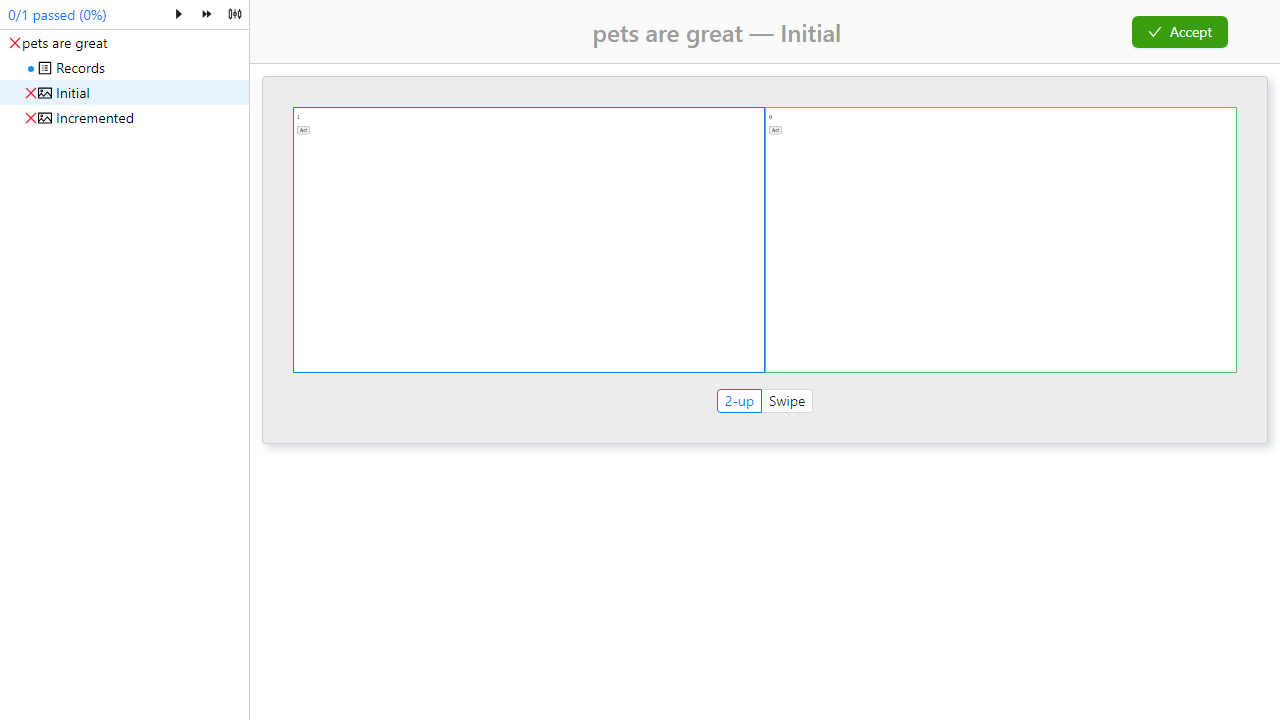 0/1 passed (0%)
pets are great
Records
Initial
Incremented
pets are great — Initial
Accept
1
Act
0
Act
2-up
Swipe